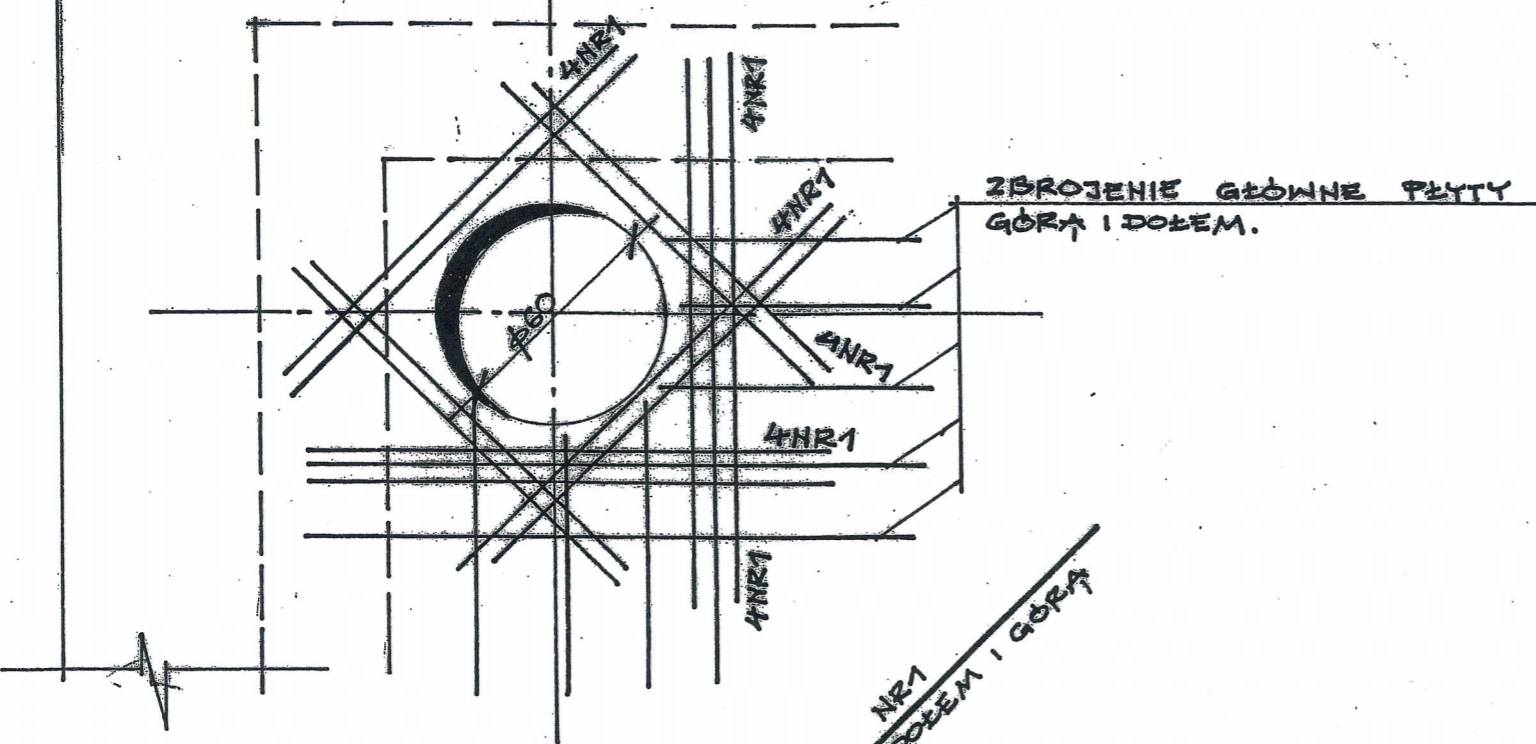 4NR1
4NR1
4NR1
ZBROJENIE GŁÓWNE PŁYTY
GÓRĄ I DOŁEM.
ϕ60
4NR1
4NR1
4NR1
NR1
DOŁEM I GÓRĄ